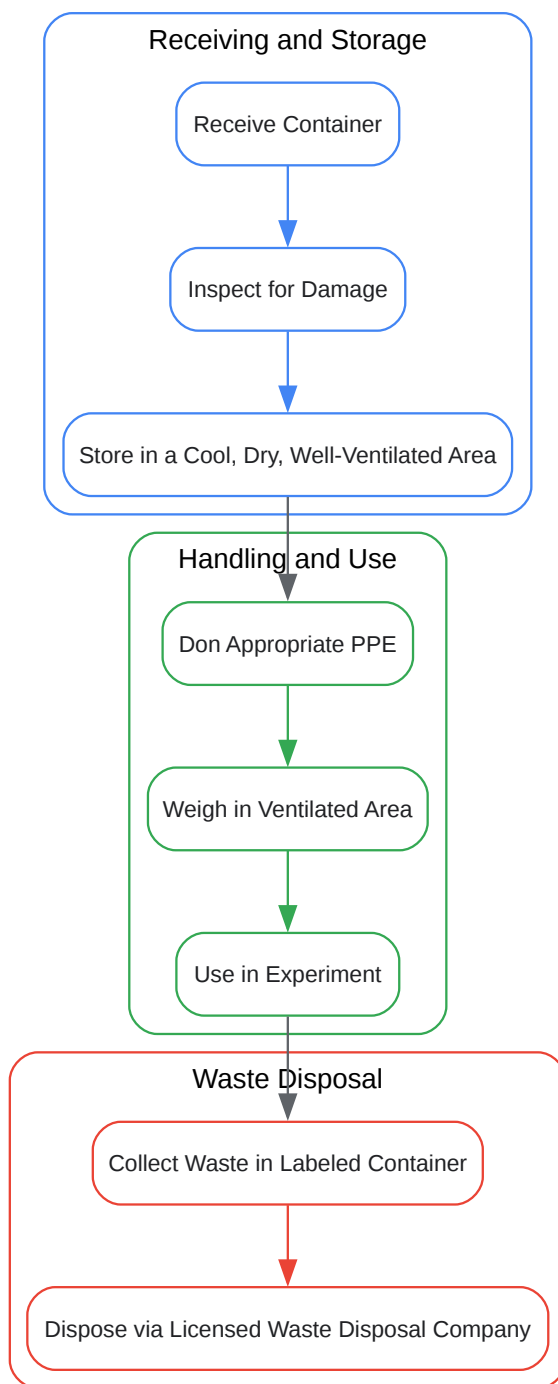 Receiving and Storage
Receive Container
Inspect for Damage
Store in a Cool, Dry, Well-Ventilated Area
Handling and Use
Don Appropriate PPE
Weigh in Ventilated Area
Use in Experiment
Waste Disposal
Collect Waste in Labeled Container
Dispose via Licensed Waste Disposal Company